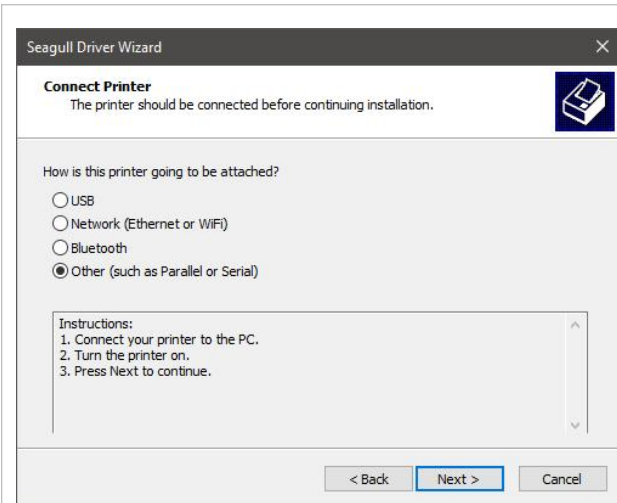 Seagull Driver Wizard
Connect Printer
The printer should be connected before continuing installation.
How is this printer going to be attached?
USB
Network (Ethernet or WiFi)
Bluetooth
Other (such as Parallel or Serial)
Instructions:
1. Connect your printer to the PC.
2. Turn the printer on.
3. Press Next to continue.
< Back Next > Cancel